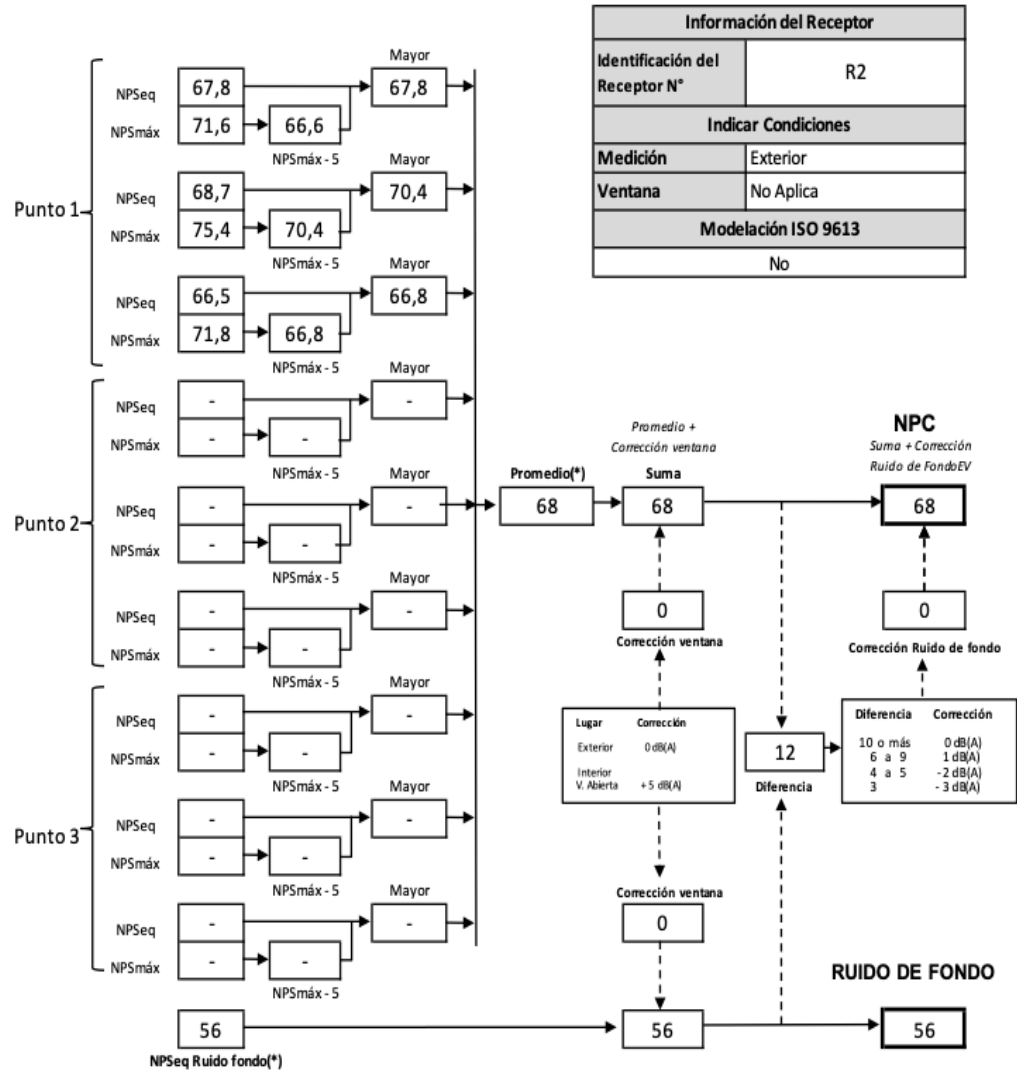 Información del Receptor
Identificación del Receptor N°
R2
Indicar Condiciones
Medición Exterior
Ventana No Aplica
Modelación ISO 9613
No
Punto 1
Mayor
NPSeq 67,8 67,8
NPSmáx 71,6 66,6
NPSmáx - 5
Mayor
NPSeq 68,7 70,4
NPSmáx 75,4 70,4
NPSmáx - 5
Mayor
NPSeq 66,5 66,8
NPSmáx 71,8 66,8
NPSmáx - 5
Punto 2
Mayor
NPSeq - -
NPSmáx - -
NPSmáx - 5
Mayor
NPSeq - -
NPSmáx - -
NPSmáx - 5
Mayor
NPSeq - -
NPSmáx - -
NPSmáx - 5
Punto 3
Mayor
NPSeq - -
NPSmáx - -
NPSmáx - 5
Mayor
NPSeq - -
NPSmáx - -
NPSmáx - 5
Mayor
NPSeq - -
NPSmáx - -
NPSmáx - 5
56
NPSeq Ruido fondo(*)
Promedio(*)
68
Promedio +
Corrección ventana
Suma
68
0
Corrección ventana
Lugar Corrección
Exterior 0 dB(A)
Interior
V. Abierta + 5 dB(A)
Corrección ventana
0
56
12
Diferencia
NPC
Suma + Corrección
Ruido de FondoEV
68
0
Corrección Ruido de fondo
Diferencia Corrección
10 o más 0 dB(A)
6 a 9 1 dB(A)
4 a 5 -2 dB(A)
3 - 3 dB(A)
RUIDO DE FONDO
56